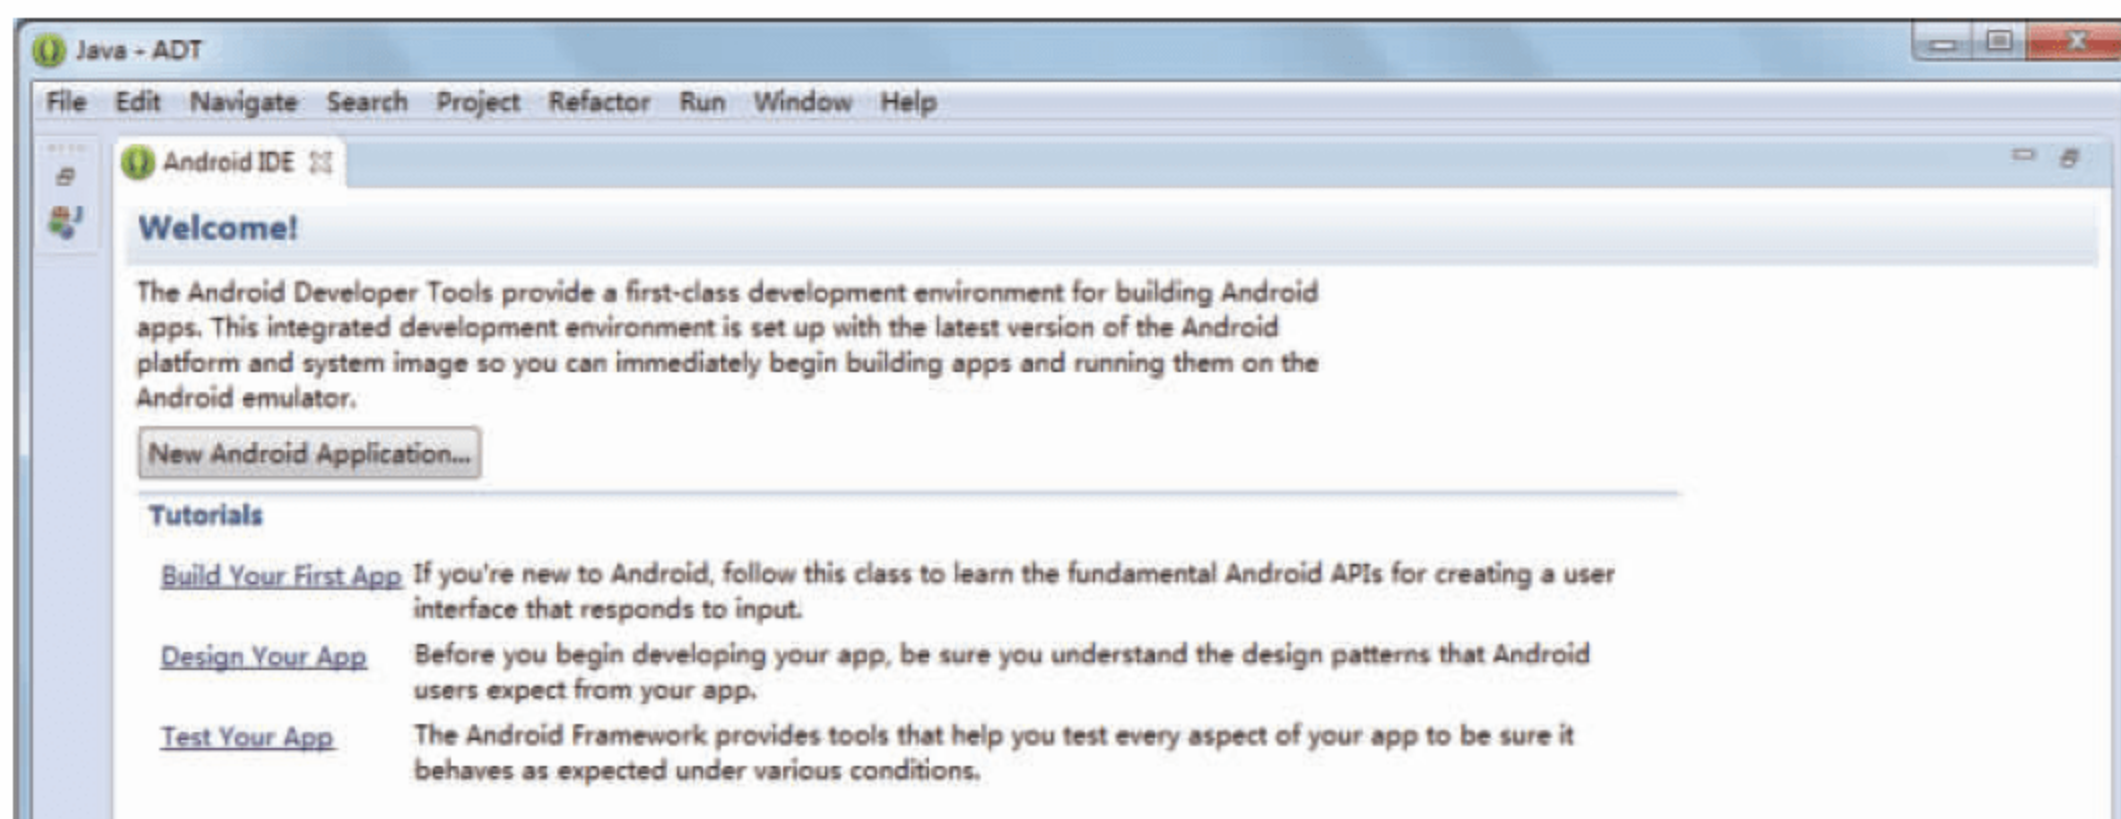 Java - ADT
File Edit Navigate Search Project Refactor Run Window Help
Android IDE
Welcome!
The Android Developer Tools provide a first-class development environment for building Android
apps. This integrated development environment is set up with the latest version of the Android
platform and system image so you can immediately begin building apps and running them on the
Android emulator.
New Android Application...
Tutorials
Build Your First App If you're new to Android, follow this class to learn the fundamental Android APIs for creating a user
interface that responds to input.
Design Your App Before you begin developing your app, be sure you understand the design patterns that Android
users expect from your app.
Test Your App The Android Framework provides tools that help you test every aspect of your app to be sure it
behaves as expected under various conditions.